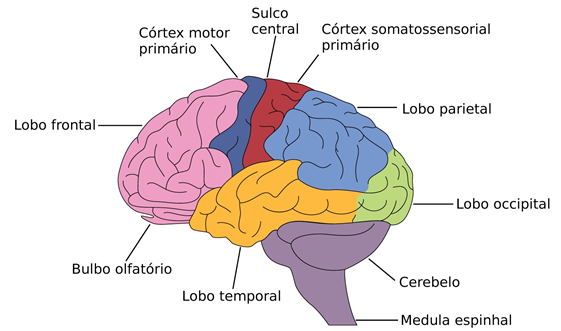 Sulco
central
Córtex motor
primário
Córtex somatossensorial
primário
Lobo parietal
Lobo frontal
Lobo occipital
Bulbo olfatório
Lobo temporal
Cerebelo
Medula espinhal